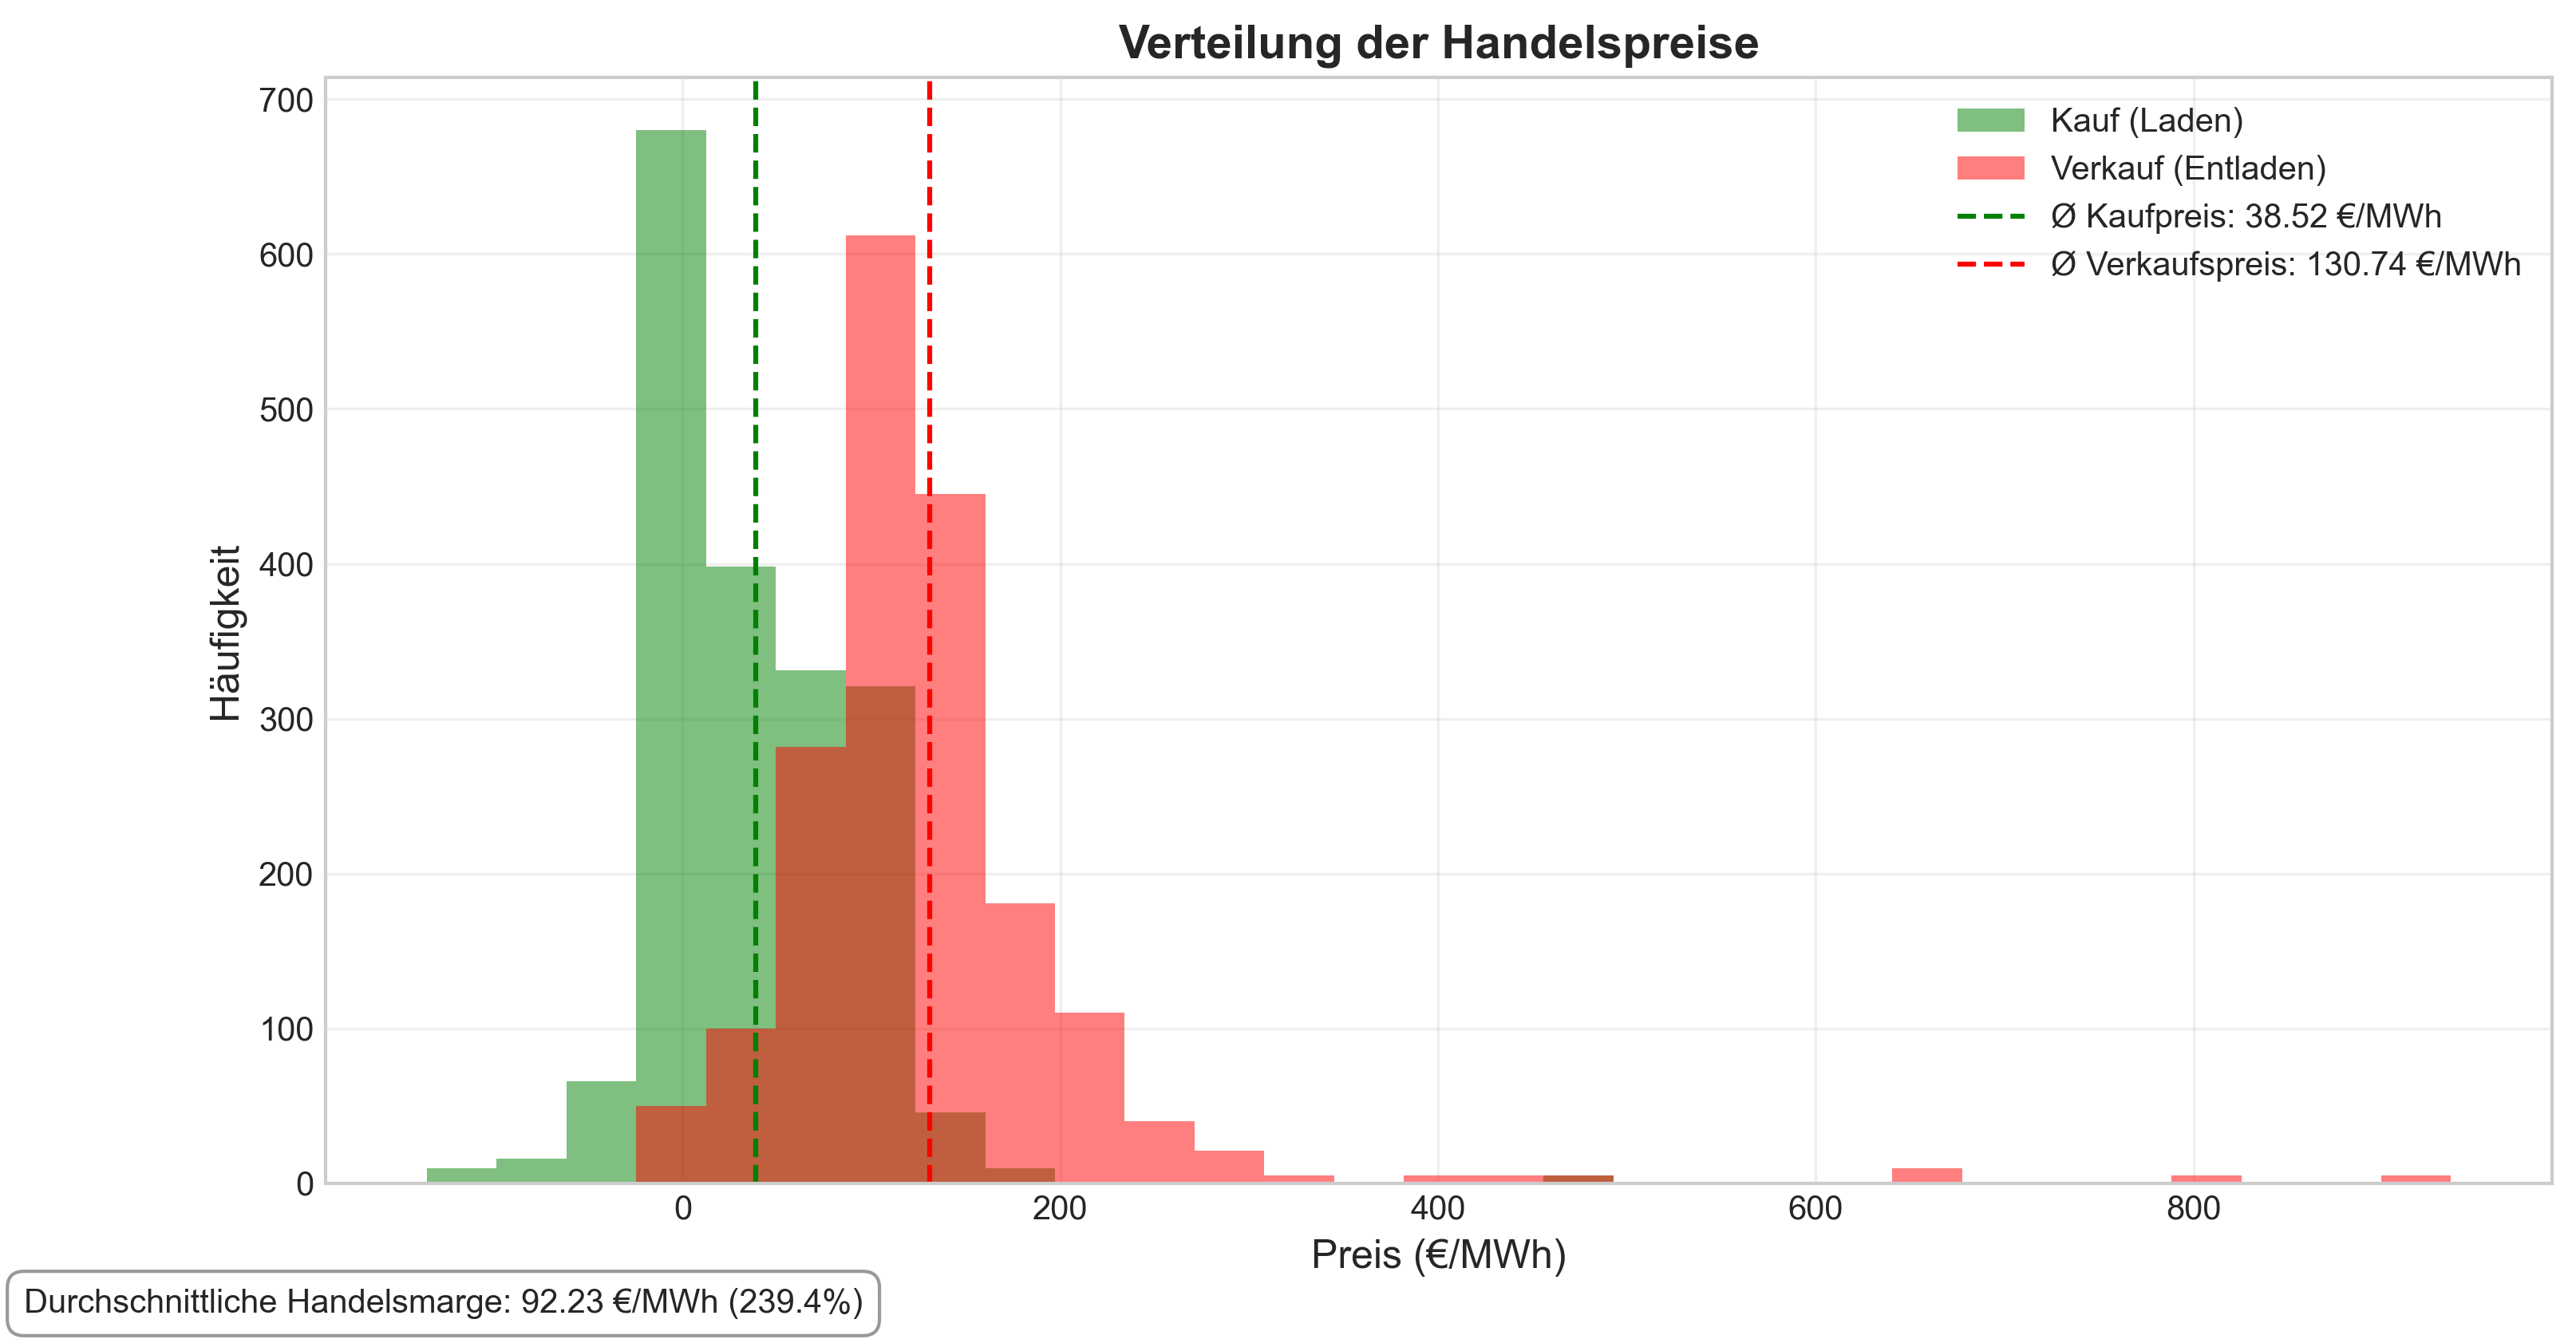 Verteilung der Handelspreise
Kauf (Laden)
Verkauf (Entladen)
Ø Kaufpreis: 38.52 €/MWh
Ø Verkaufspreis: 130.74 €/MWh
Häufigkeit
700
600
500
400
300
200
100
0
0 200 400 600 800
Preis (€/MWh)
Durchschnittliche Handelsmarge: 92.23 €/MWh (239.4%)